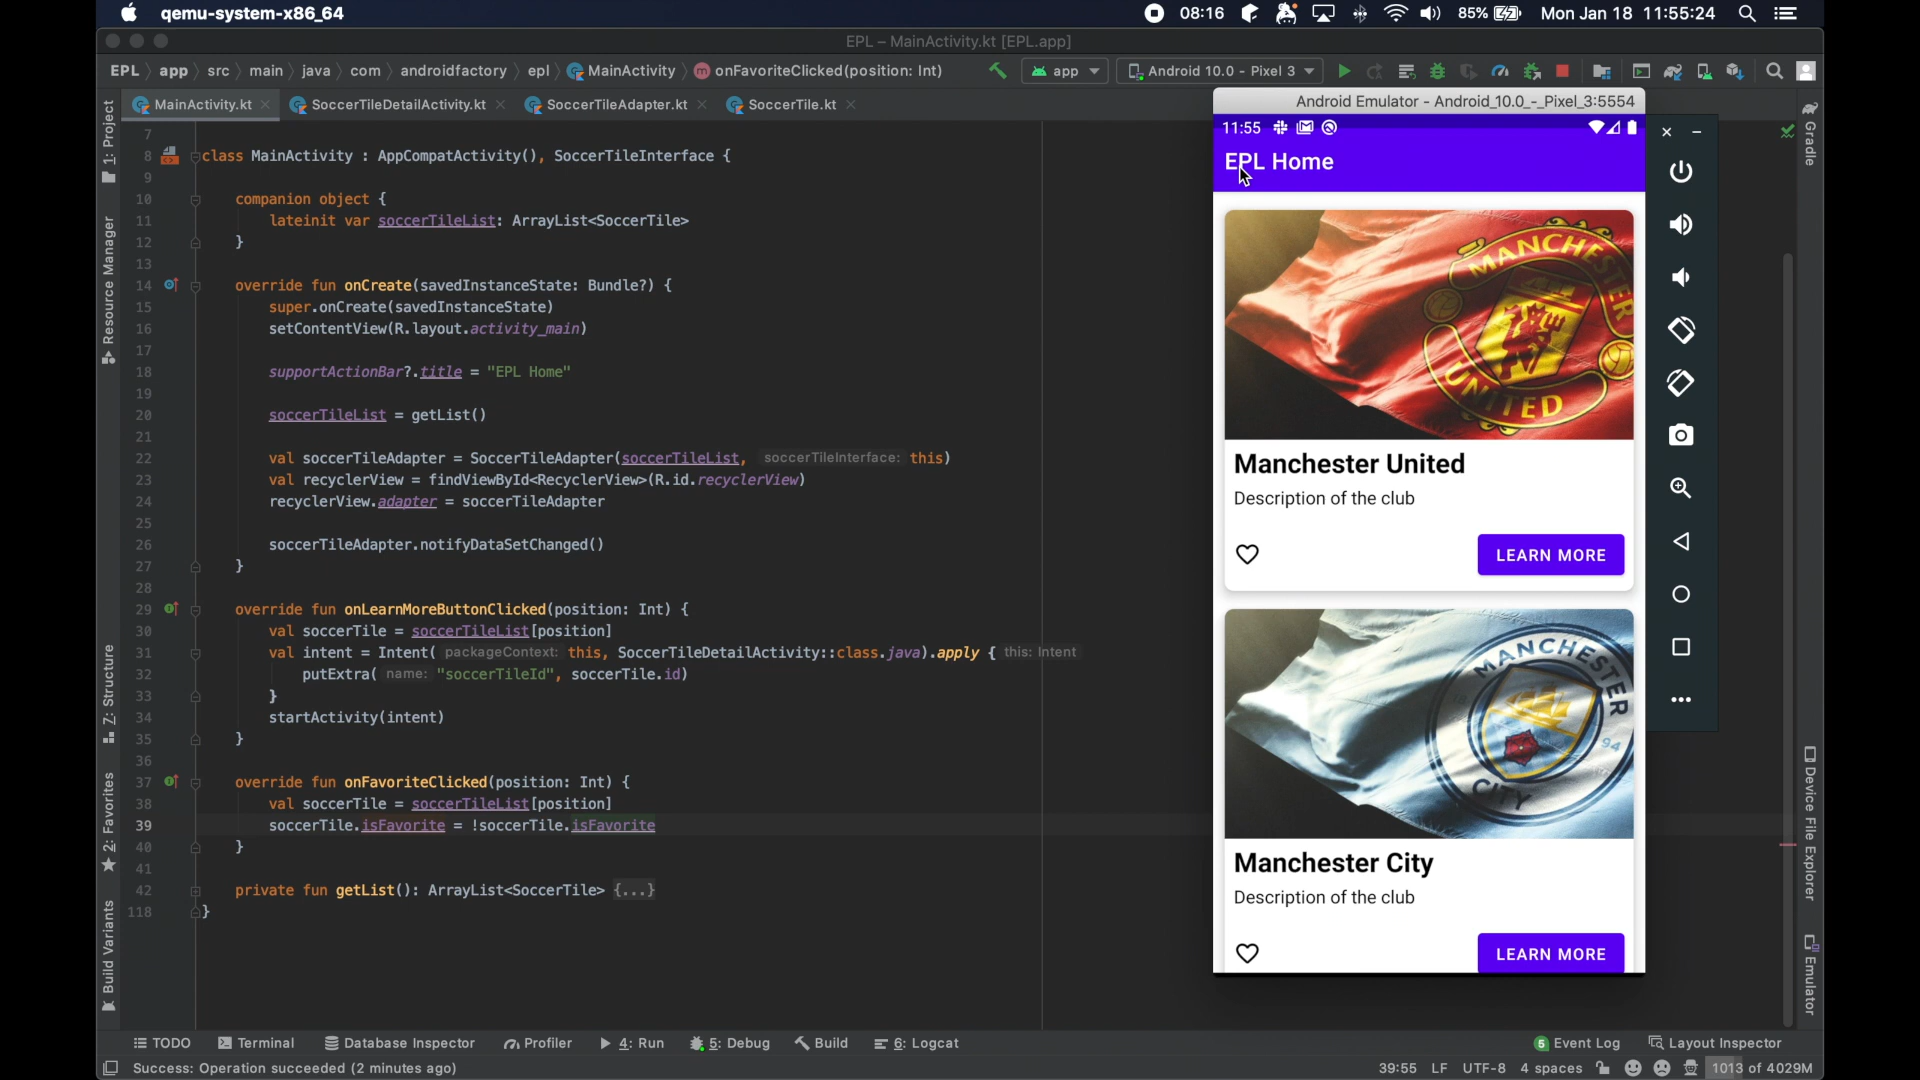 qemu-system-x86_64
08:16
85%
Mon Jan 18 11:55:24
EPL – MainActivity.kt [EPL.app]
EPL app src main java com androidfactory epl MainActivity onFavoriteClicked(position: Int)
app
Android 10.0 - Pixel 3
MainActivity.kt
SoccerTileDetailActivity.kt
SoccerTileAdapter.kt
SoccerTile.kt
1: Project
Resource Manager
Z: Structure
2: Favorites
Build Variants
7
8 class MainActivity : AppCompatActivity(), SoccerTileInterface {
9
10 companion object {
11 lateinit var soccerTileList: ArrayList<SoccerTile>
12 }
13
14 override fun onCreate(savedInstanceState: Bundle?) {
15 super.onCreate(savedInstanceState)
16 setContentView(R.layout.activity_main)
17
18 supportActionBar?.title = "EPL Home"
19
20 soccerTileList = getList()
21
22 val soccerTileAdapter = SoccerTileAdapter(soccerTileList, soccerTileInterface: this)
23 val recyclerView = findViewById<RecyclerView>(R.id.recyclerView)
24 recyclerView.adapter = soccerTileAdapter
25
26 soccerTileAdapter.notifyDataSetChanged()
27 }
28
29 override fun onLearnMoreButtonClicked(position: Int) {
30 val soccerTile = soccerTileList[position]
31 val intent = Intent( packageContext: this, SoccerTileDetailActivity::class.java).apply { this: Intent
32 putExtra( name: "soccerTileId", soccerTile.id)
33 }
34 startActivity(intent)
35 }
36
37 override fun onFavoriteClicked(position: Int) {
38 val soccerTile = soccerTileList[position]
39 soccerTile.isFavorite = !soccerTile.isFavorite
40 }
41
42 private fun getList(): ArrayList<SoccerTile> {...}
118 }
Android Emulator - Android_10.0_-_Pixel_3:5554
11:55
EPL Home
MANCHESTER
UNITED
Manchester United
Description of the club
LEARN MORE
MANCHESTER
94
CITY
Manchester City
Description of the club
LEARN MORE
Gradle
Device File Explorer
Emulator
TODO
Terminal
Database Inspector
Profiler
4: Run
5: Debug
Build
6: Logcat
5 Event Log
Layout Inspector
Success: Operation succeeded (2 minutes ago)
39:55 LF UTF-8 4 spaces
1013 of 4029M